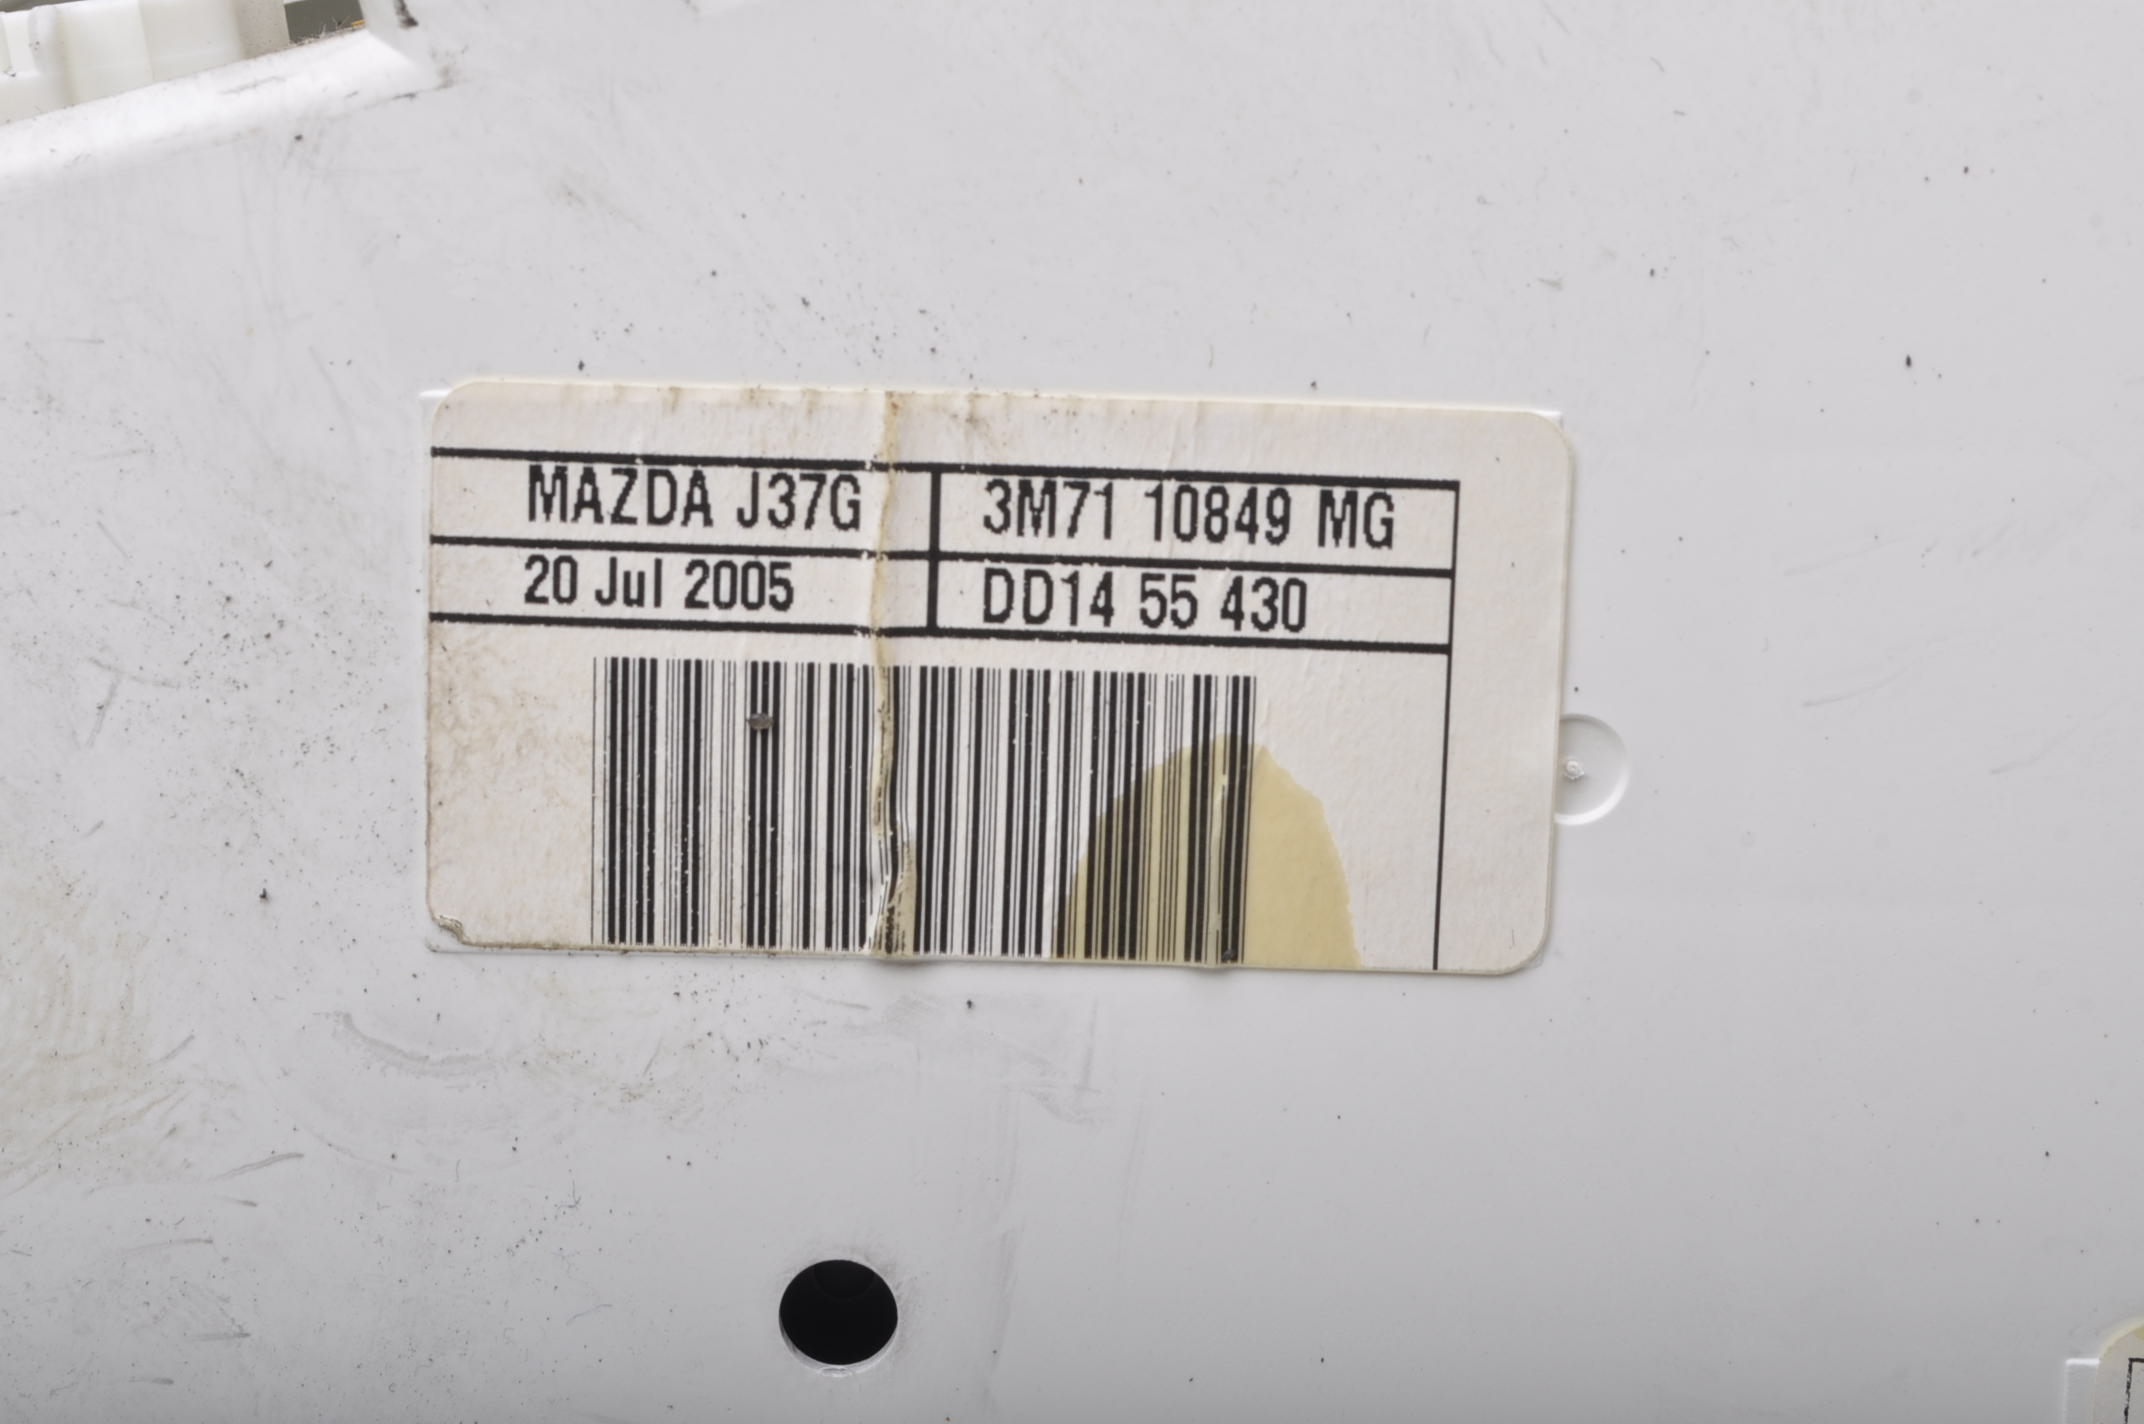 MAZDA J37G 3M71 10849 MG
20 Jul 2005 DD14 55 430